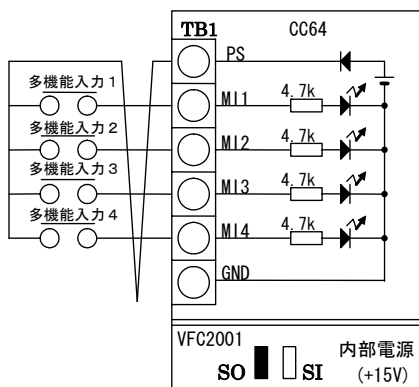 TB1 CC64
PS
多機能入力1
4.7k
MI1
多機能入力2
4.7k
MI2
多機能入力3
4.7k
MI3
多機能入力4
4.7k
MI4
GND
VFC2001
内部電源
SO SI
(+15V)